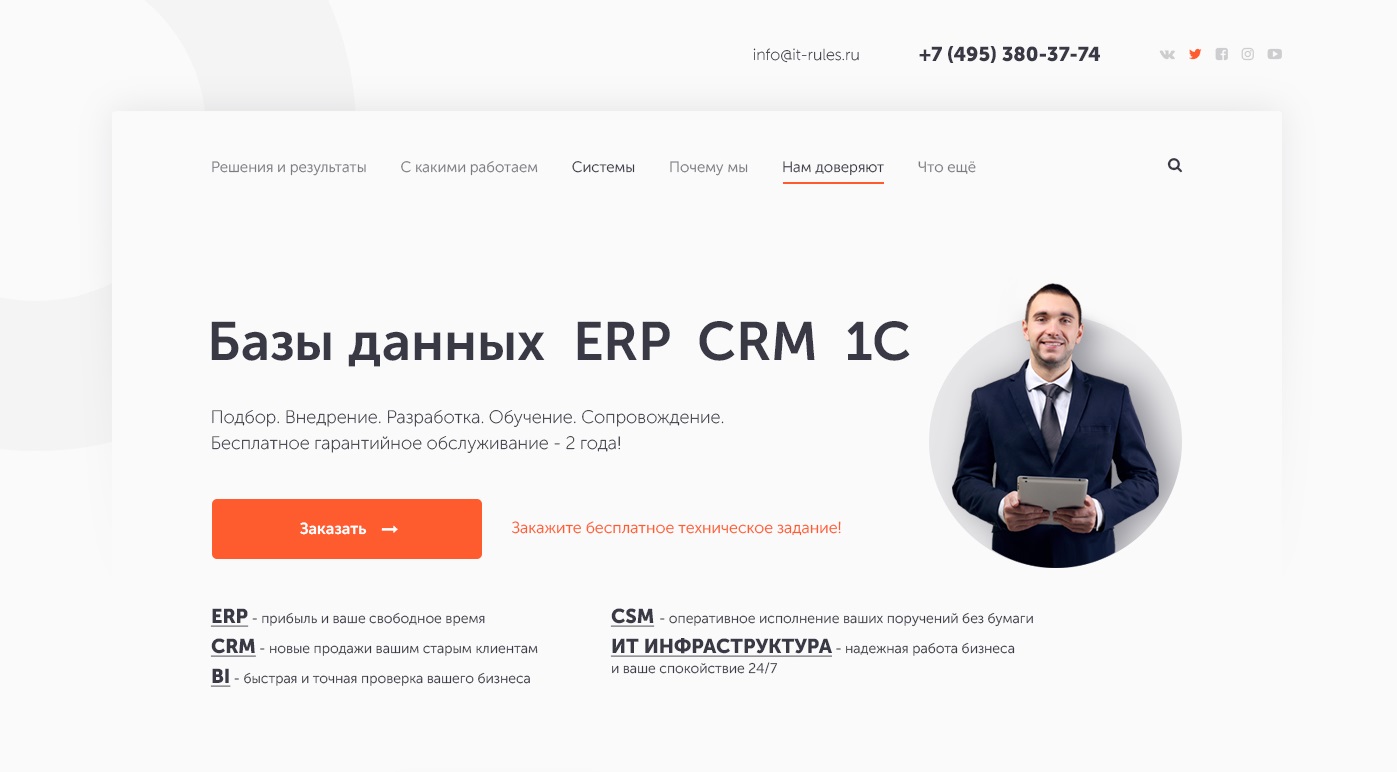 info@it-rules.ru +7 (495) 380-37-74
Решения и результаты С какими работаем Системы Почему мы Нам доверяют Что ещё
Базы данных ERP CRM 1C
Подбор. Внедрение. Разработка. Обучение. Сопровождение.
Бесплатное гарантийное обслуживание - 2 года!
Заказать → Закажите бесплатное техническое задание!
ERP - прибыль и ваше свободное время
CRM - новые продажи вашим старым клиентам
BI - быстрая и точная проверка вашего бизнеса
CSM - оперативное исполнение ваших поручений без бумаги
ИТ ИНФРАСТРУКТУРА - надежная работа бизнеса
и ваше спокойствие 24/7